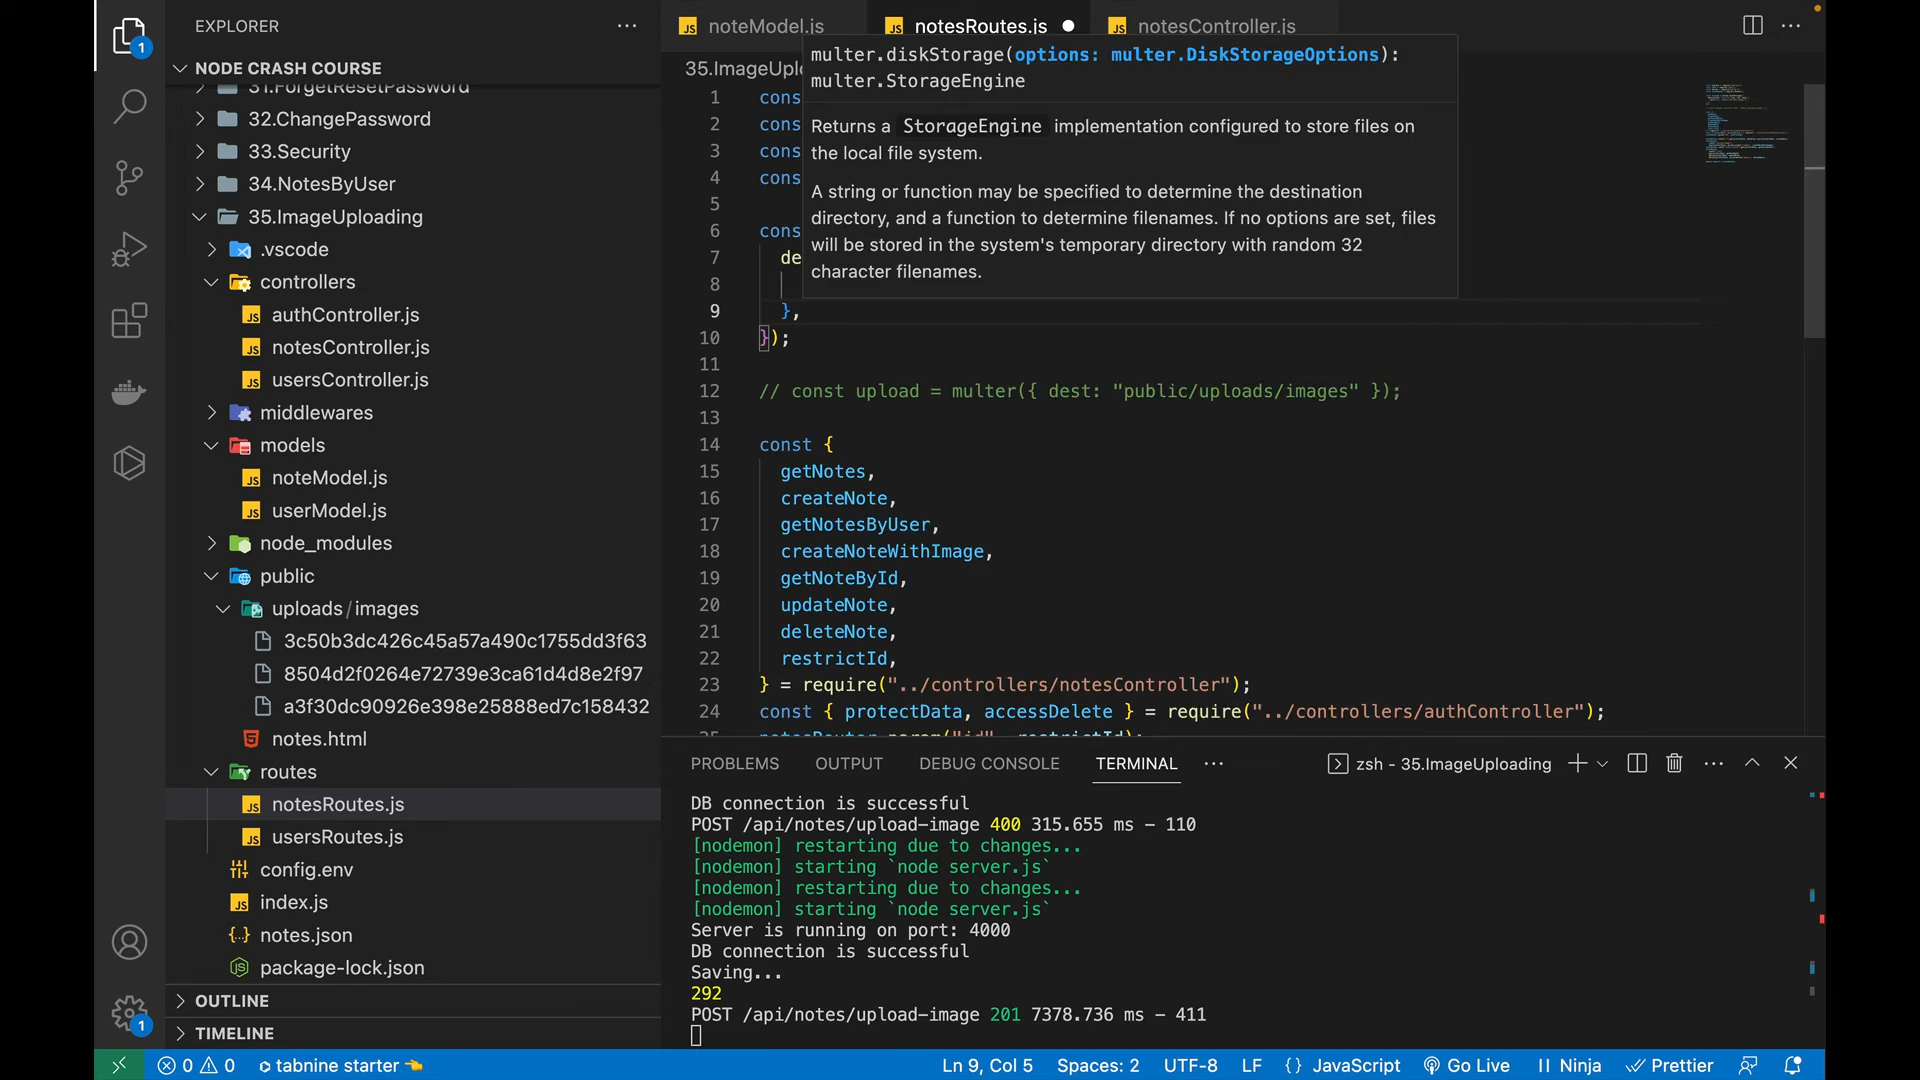 EXPLORER
NODE CRASH COURSE
31.ForgetResetPassword
32.ChangePassword
33.Security
34.NotesByUser
35.ImageUploading
.vscode
controllers
authController.js
notesController.js
usersController.js
middlewares
models
noteModel.js
userModel.js
node_modules
public
uploads/images
3c50b3dc426c45a57a490c1755dd3f63
8504d2f0264e72739e3ca61d4d8e2f97
a3f30dc90926e398e25888ed7c158432
notes.html
routes
notesRoutes.js
usersRoutes.js
config.env
index.js
notes.json
package-lock.json
OUTLINE
TIMELINE
noteModel.js notesRoutes.js notesController.js
35.ImageUplo
multer.diskStorage(options: multer.DiskStorageOptions):
multer.StorageEngine
Returns a StorageEngine implementation configured to store files on
the local file system.
A string or function may be specified to determine the destination
directory, and a function to determine filenames. If no options are set, files
will be stored in the system's temporary directory with random 32
character filenames.
1 cons
2 cons
3 cons
4 cons
5
6 cons
7 de
8
9 },
10 });
11
12 // const upload = multer({ dest: "public/uploads/images" });
13
14 const {
15 getNotes,
16 createNote,
17 getNotesByUser,
18 createNoteWithImage,
19 getNoteById,
20 updateNote,
21 deleteNote,
22 restrictId,
23 } = require("../controllers/notesController");
24 const { protectData, accessDelete } = require("../controllers/authController");
25 notesRouter.param("id", restrictId);
PROBLEMS OUTPUT DEBUG CONSOLE TERMINAL ··· zsh - 35.ImageUploading
DB connection is successful
POST /api/notes/upload-image 400 315.655 ms - 110
[nodemon] restarting due to changes...
[nodemon] starting `node server.js`
[nodemon] restarting due to changes...
[nodemon] starting `node server.js`
Server is running on port: 4000
DB connection is successful
Saving...
292
POST /api/notes/upload-image 201 7378.736 ms - 411
0 0 tabnine starter 👈 Ln 9, Col 5 Spaces: 2 UTF-8 LF {} JavaScript Go Live Ninja Prettier
1
1